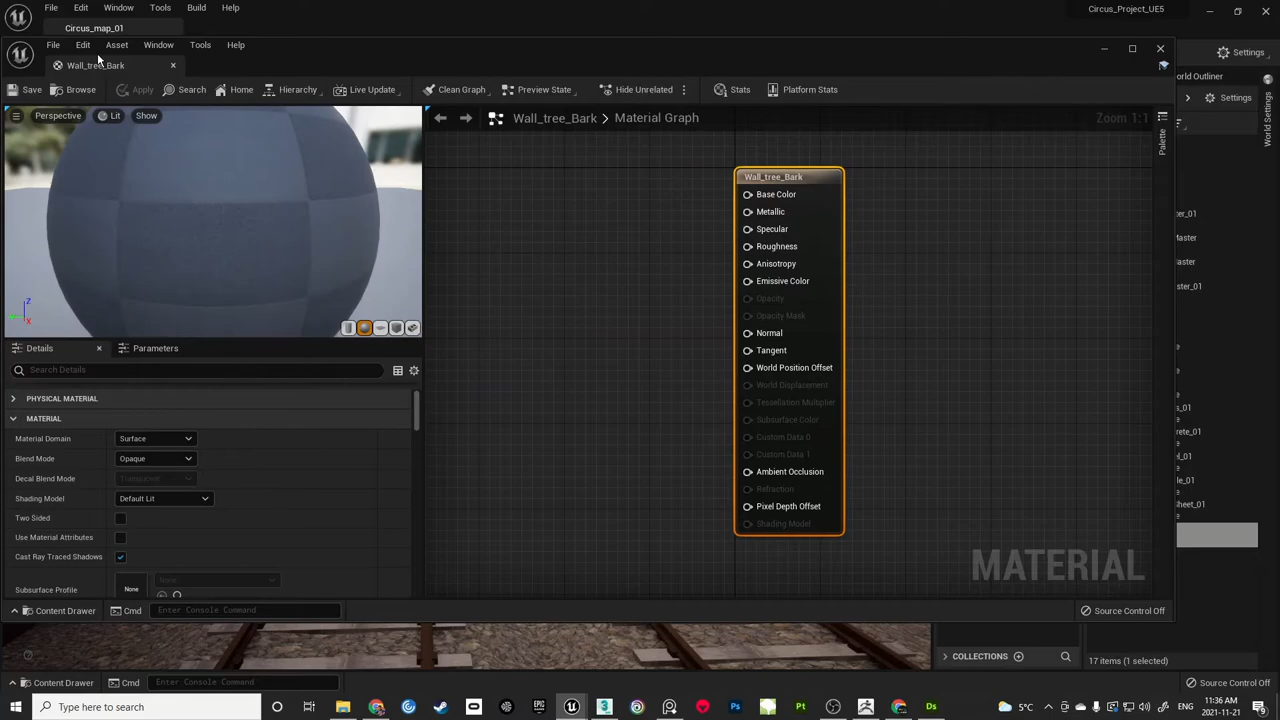 File Edit Window Tools Build Help
Circus_Project_UE5
Circus_map_01
File Edit Asset Window Tools Help
Settings
Wall_tree_Bark
World Outliner
Save Browse Apply Search Home Hierarchy Live Update Clean Graph Preview State Hide Unrelated Stats Platform Stats
Settings
World Settings
Perspective Lit Show
Wall_tree_Bark > Material Graph
Zoom 1:1
Palette
Wall_tree_Bark
Base Color
Metallic
Specular
Roughness
Anisotropy
Emissive Color
Opacity
Opacity Mask
Normal
Tangent
World Position Offset
World Displacement
Tessellation Multiplier
Subsurface Color
Custom Data 0
Custom Data 1
Ambient Occlusion
Refraction
Pixel Depth Offset
Shading Model
Z
X
Details Parameters
Search Details
PHYSICAL MATERIAL
MATERIAL
Material Domain Surface
Blend Mode Opaque
Decal Blend Mode Translucent
Shading Model Default Lit
Two Sided
Use Material Attributes
Cast Ray Traced Shadows
Subsurface Profile None None
MATERIAL
Content Drawer Cmd Enter Console Command
Source Control Off
COLLECTIONS
17 items (1 selected)
Content Drawer Cmd Enter Console Command
Source Control Off
Type here to search
5°C
ENG
11:36 AM
2021-11-21